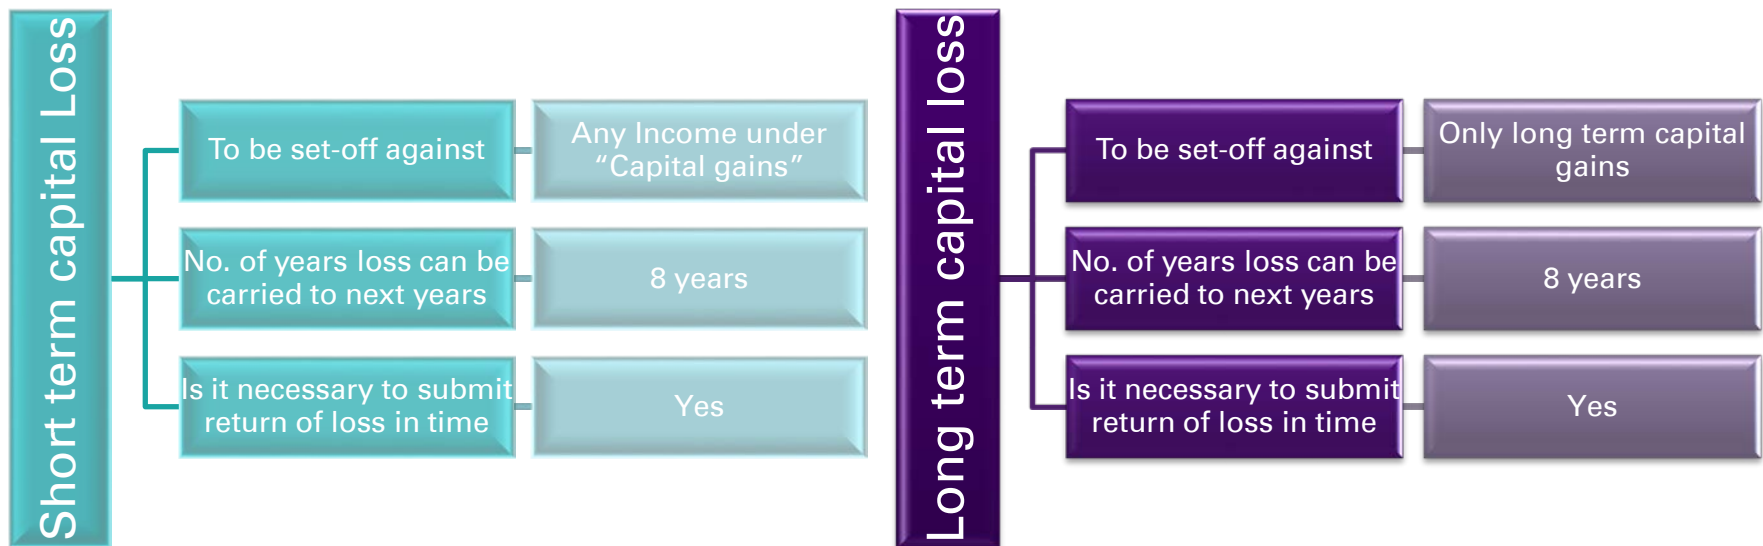 Short term capital Loss
To be set-off against
Any Income under
“Capital gains”
No. of years loss can be
carried to next years
8 years
Is it necessary to submit
return of loss in time
Yes
Long term capital loss
To be set-off against
Only long term capital
gains
No. of years loss can be
carried to next years
8 years
Is it necessary to submit
return of loss in time
Yes